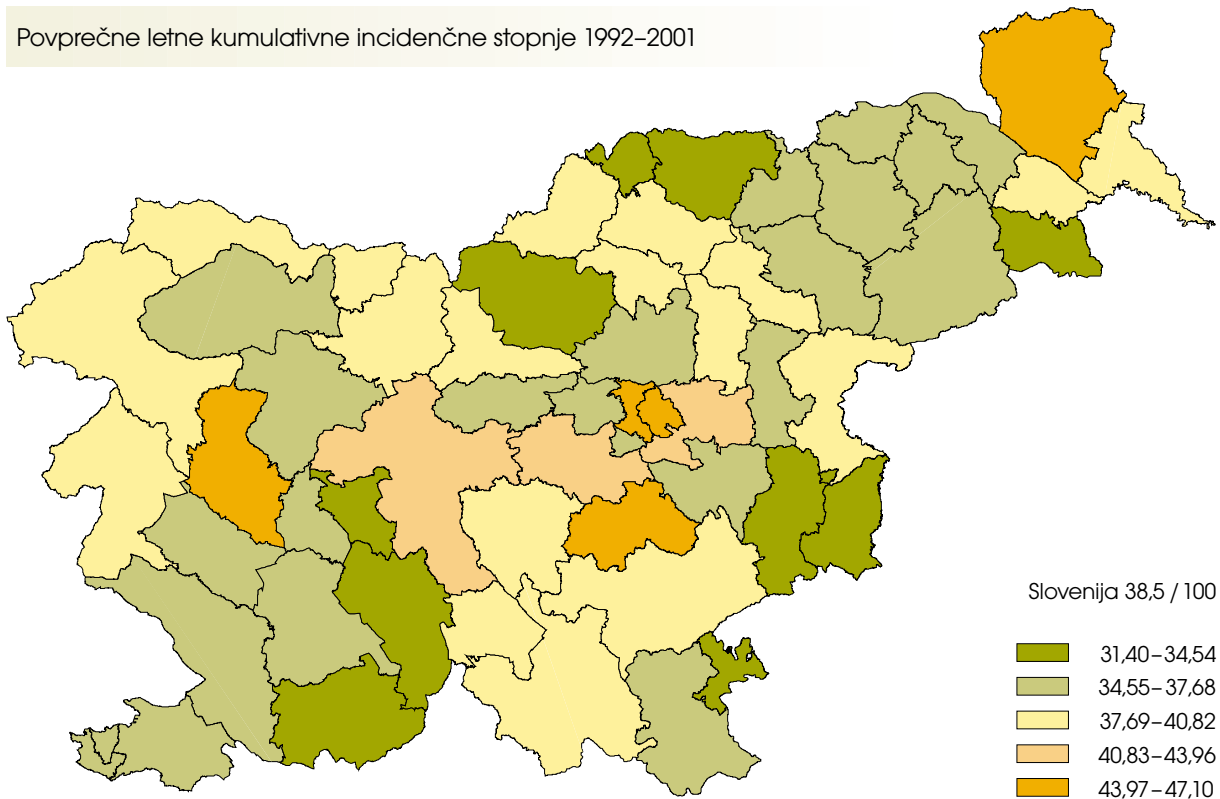 Povprečne letne kumulativne incidenčne stopnje 1992–2001
Slovenija 38,5 / 100
31,40–34,54
34,55–37,68
37,69–40,82
40,83–43,96
43,97–47,10